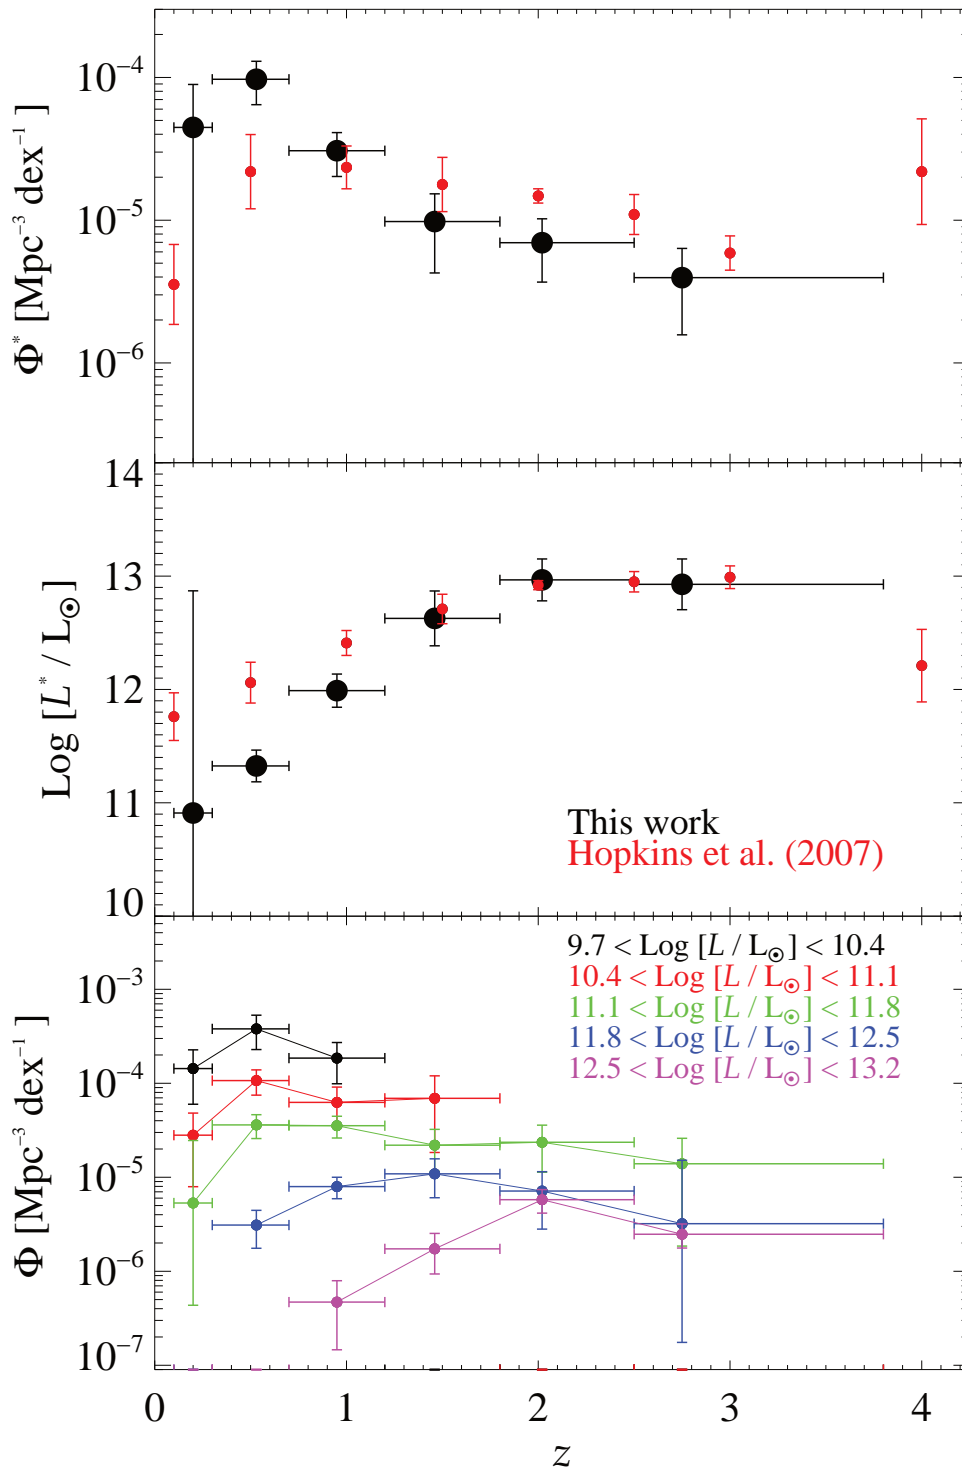 10⁻⁴
10⁻⁵
10⁻⁶
Φ* [Mpc⁻³ dex⁻¹ ]
14
13
12
11
10
Log [L* / L⊙]
This work
Hopkins et al. (2007)
9.7 < Log [L / L⊙] < 10.4
10.4 < Log [L / L⊙] < 11.1
11.1 < Log [L / L⊙] < 11.8
11.8 < Log [L / L⊙] < 12.5
12.5 < Log [L / L⊙] < 13.2
10⁻³
10⁻⁴
10⁻⁵
10⁻⁶
10⁻⁷
Φ [Mpc⁻³ dex⁻¹ ]
0 1 2 3 4
z